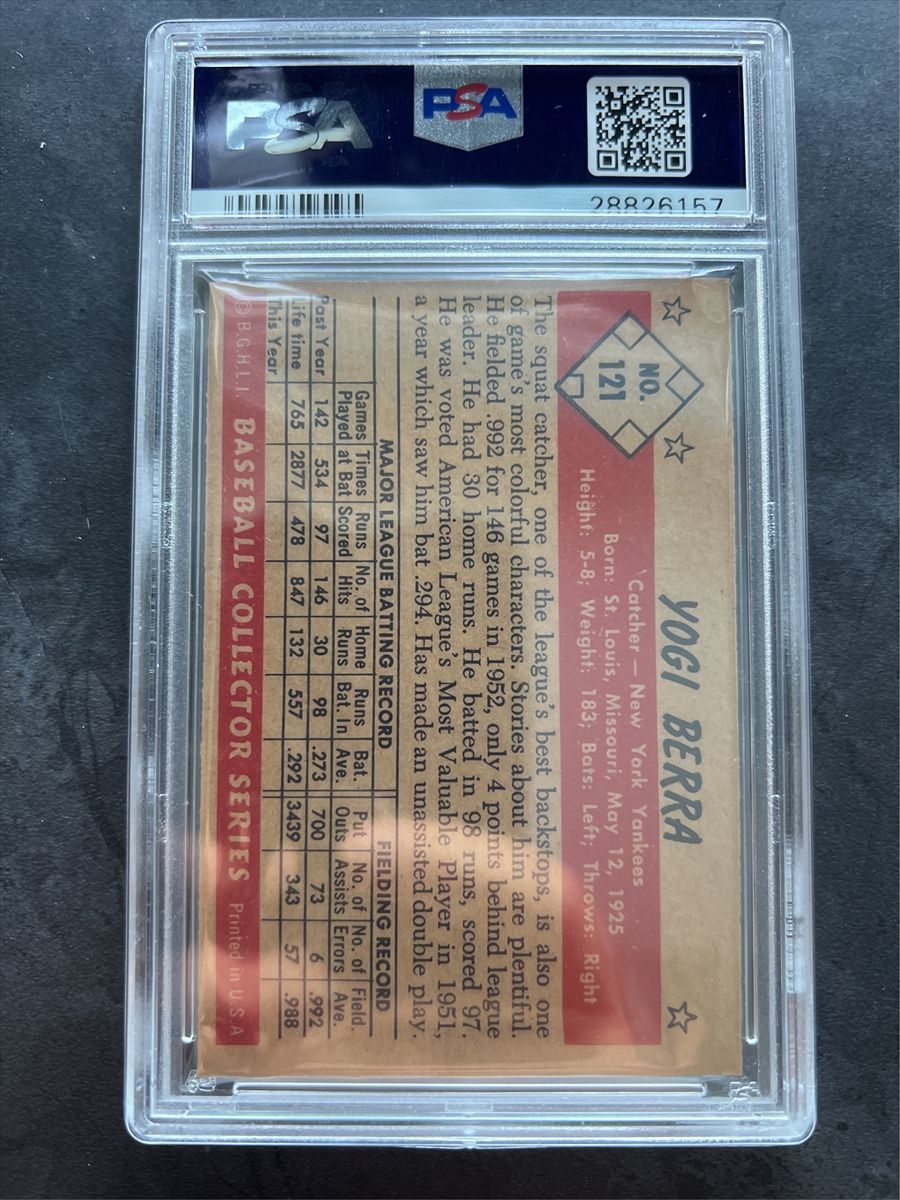 PSA
PSA
28826157
NO.
121
YOGI BERRA
Catcher — New York Yankees
Born: St. Louis, Missouri, May 12, 1925
Height: 5-8; Weight: 183; Bats: Left; Throws: Right
The squat catcher, one of the league's best backstops, is also one
of game's most colorful characters. Stories about him are plentiful.
He fielded .992 for 146 games in 1952, only 4 points behind league
leader. He had 30 home runs. He batted in 98 runs, scored 97.
He was voted American League's Most Valuable Player in 1951,
a year which saw him bat .294. Has made an unassisted double play.
MAJOR LEAGUE BATTING RECORD FIELDING RECORD
Games Times Runs No. of Home Runs Bat. Put No. of No. of Field.
Played at Bat Scored Hits Runs Bat. In Ave. Outs Assists Errors Ave.
Past Year 142 534 97 146 30 98 .273 700 73 6 .992
Life time 765 2877 478 847 132 557 .292 3439 343 57 .988
This Year
© B.G.H.L.I. BASEBALL COLLECTOR SERIES Printed in U.S.A